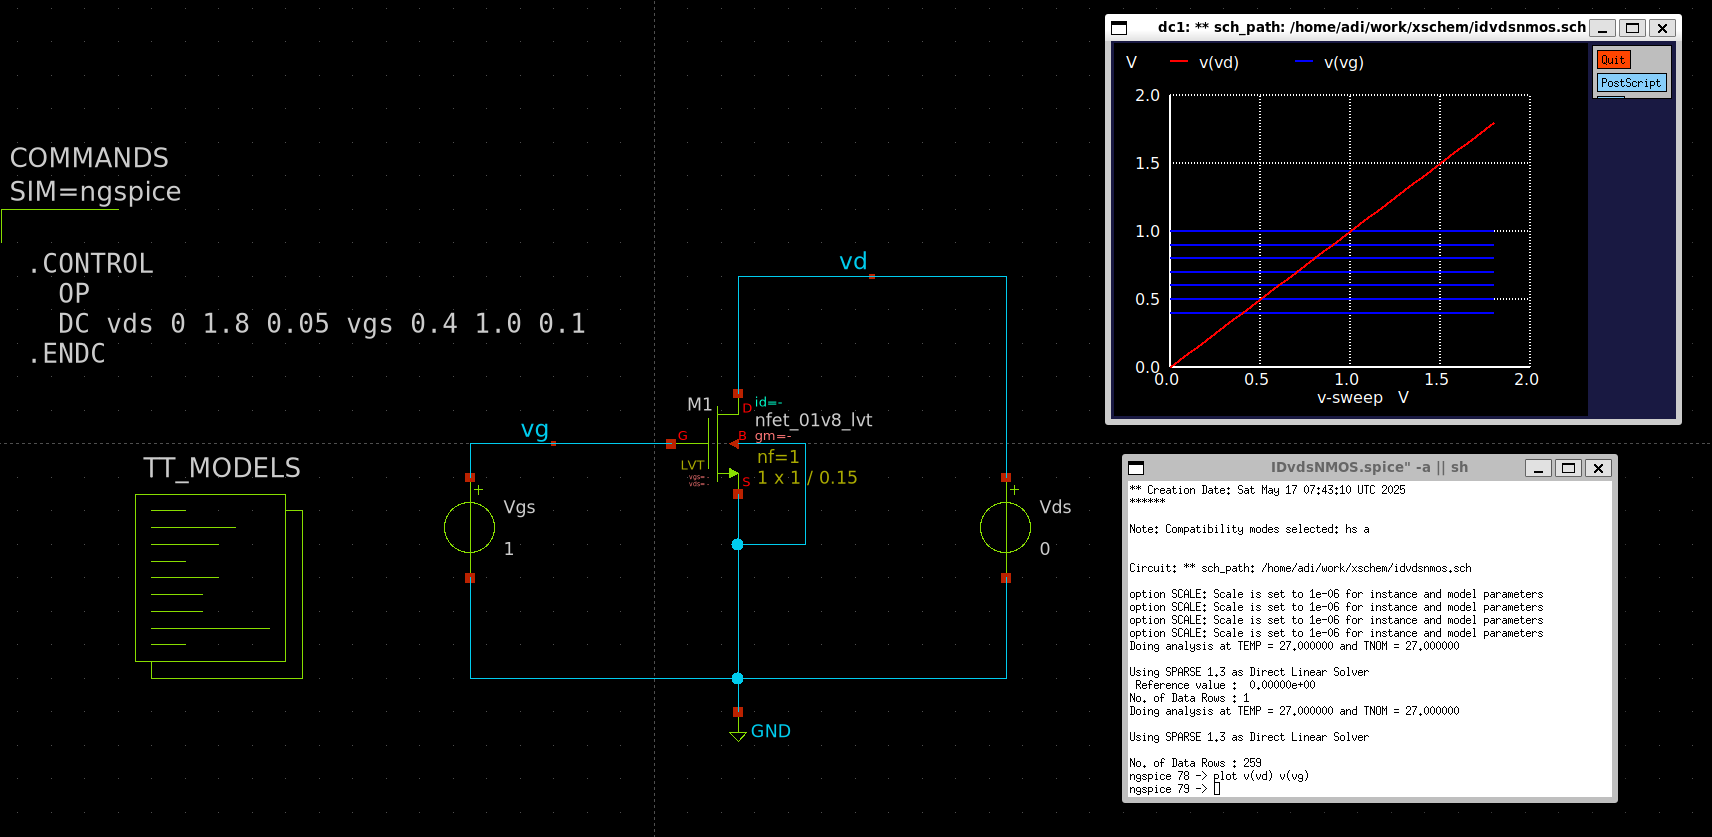 COMMANDS
SIM=ngspice
.CONTROL
OP
DC vds 0 1.8 0.05 vgs 0.4 1.0 0.1
.ENDC
TT_MODELS
vg
vd
Vgs
1
M1
D
id=-
nfet_01v8_lvt
G
B
gm=-
LVT
nf=1
vgs=-
vds=-
S
1 x 1 / 0.15
Vds
0
GND
dc1: ** sch_path: /home/adi/work/xschem/idvdsnmos.sch
V
v(vd)
v(vg)
Quit
PostScript
2.0
1.5
1.0
0.5
0.0
0.0
0.5
1.0
1.5
2.0
v-sweep V
IDvdsNMOS.spice" -a || sh
** Creation Date: Sat May 17 07:43:10 UTC 2025
******
Note: Compatibility modes selected: hs a
Circuit: ** sch_path: /home/adi/work/xschem/idvdsnmos.sch
option SCALE: Scale is set to 1e-06 for instance and model parameters
option SCALE: Scale is set to 1e-06 for instance and model parameters
option SCALE: Scale is set to 1e-06 for instance and model parameters
option SCALE: Scale is set to 1e-06 for instance and model parameters
Doing analysis at TEMP = 27.000000 and TNOM = 27.000000
Using SPARSE 1.3 as Direct Linear Solver
Reference value : 0.00000e+00
No. of Data Rows : 1
Doing analysis at TEMP = 27.000000 and TNOM = 27.000000
Using SPARSE 1.3 as Direct Linear Solver
No. of Data Rows : 259
ngspice 78 -> plot v(vd) v(vg)
ngspice 79 ->